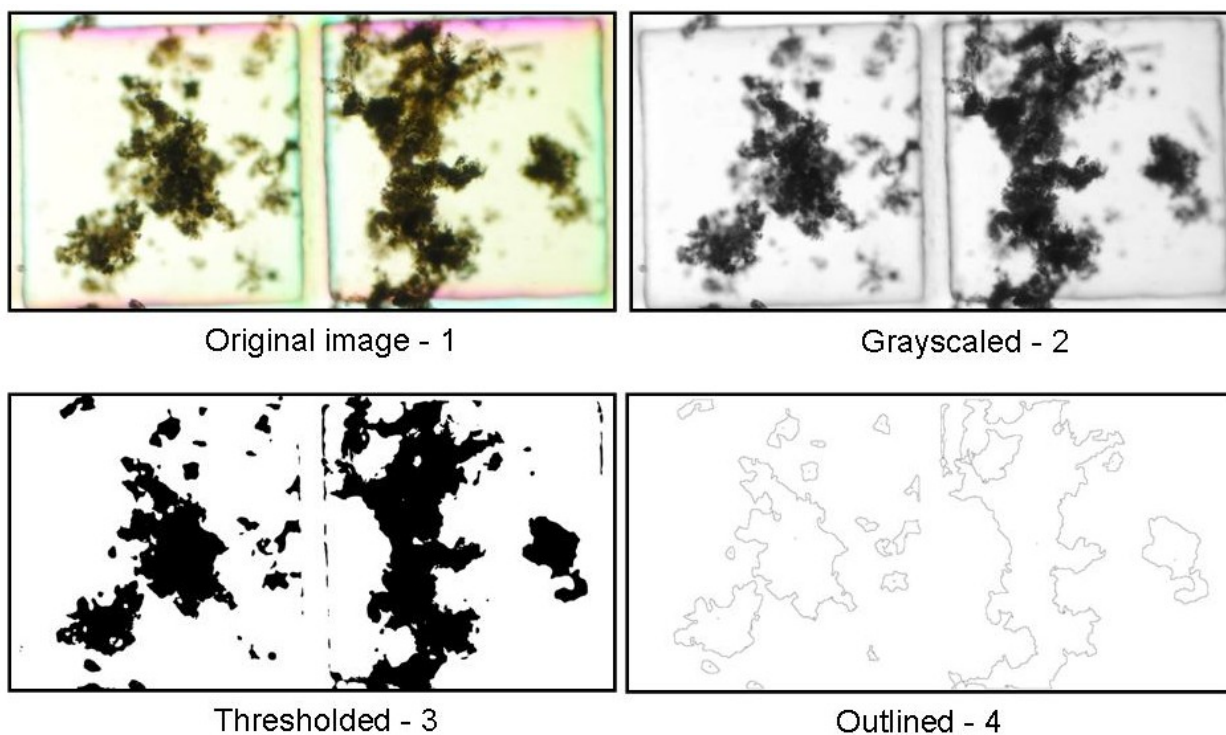 Original image - 1
Grayscaled - 2
Thresholded - 3
Outlined - 4